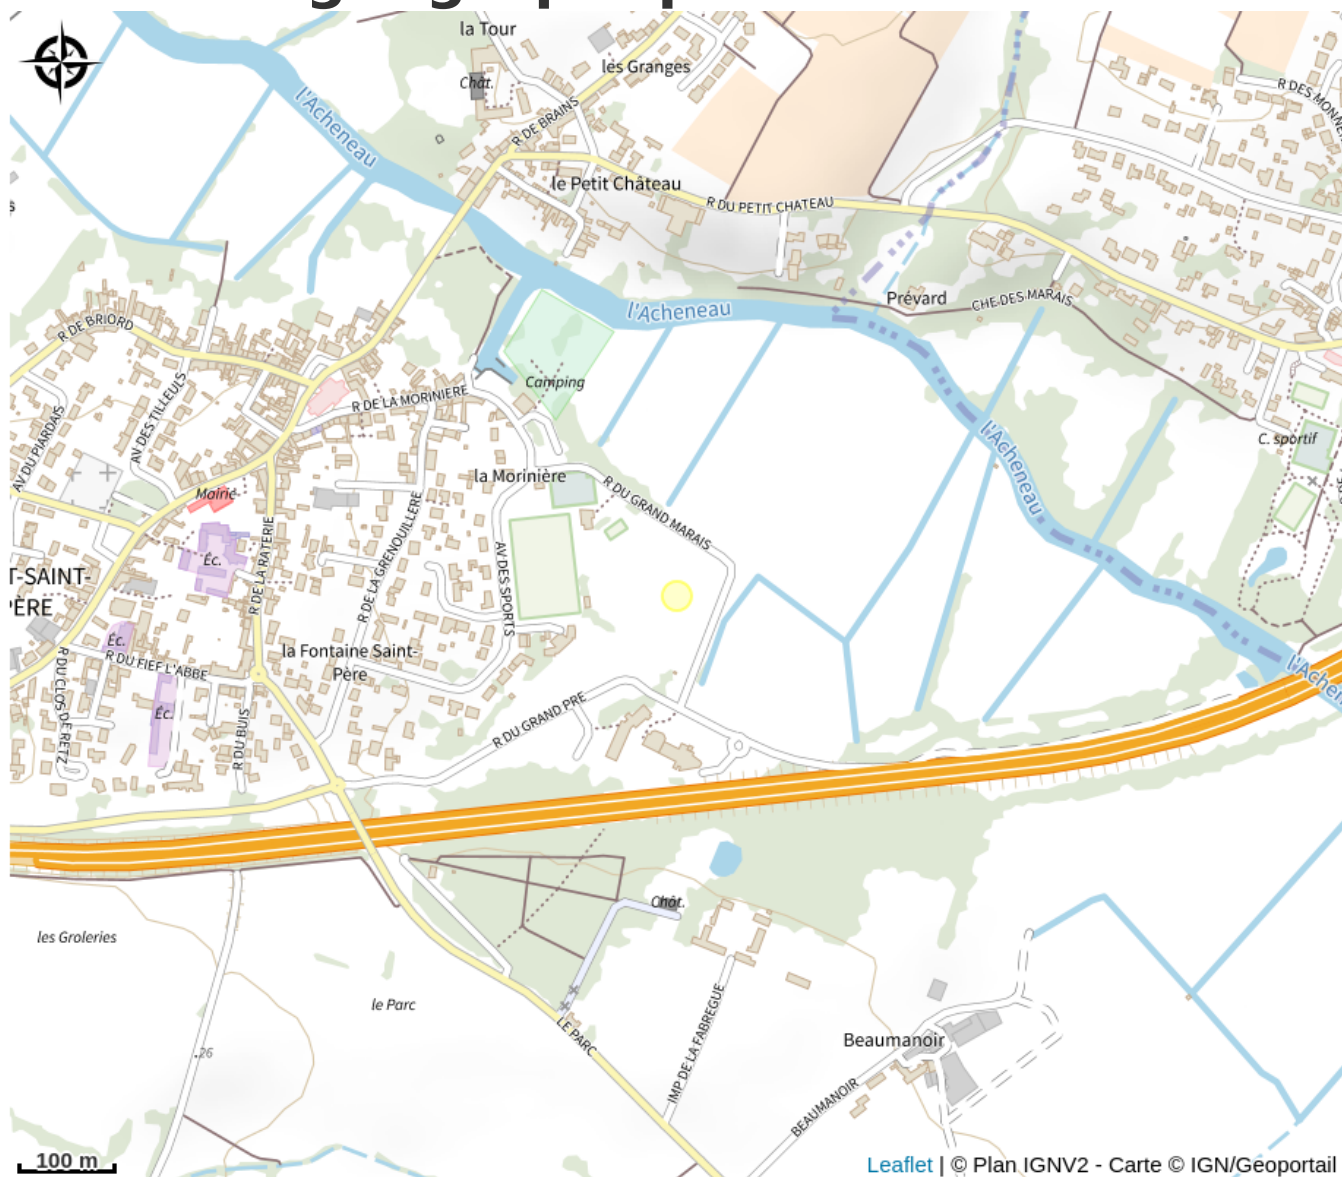 la Tour
les Granges
Chât.
R DES MONNE
l'Acheneau
R DE BRAINS
le Petit Château
R DU PETIT CHATEAU
s
Prévard
CHE DES MARAIS
l'Acheneau
R DE BRIORD
Camping
R DE LA MORINIERE
AV DES TILLEULS
AV DU PIARDAIS
l'Acheneau
C. sportif
la Morinière
R DU GRAND MARAIS
Mairie
R DE LA GRENOUILLERE
R DE LA RATERIE
Éc.
AV DES SPORTS
T-SAINT-
PÈRE
Éc.
la Fontaine Saint-
Père
R DU FIEF L'ABBE
l'Achen
R DU CLOS DE RETZ
Éc.
R DU BUIS
R DU GRAND PRE
Chât.
les Groleries
le Parc
LE PARC
IMP DE LA FABREGUE
Beaumanoir
.26
BEAUMANOIR
100 m
Leaflet | © Plan IGNV2 - Carte © IGN/Geoportail